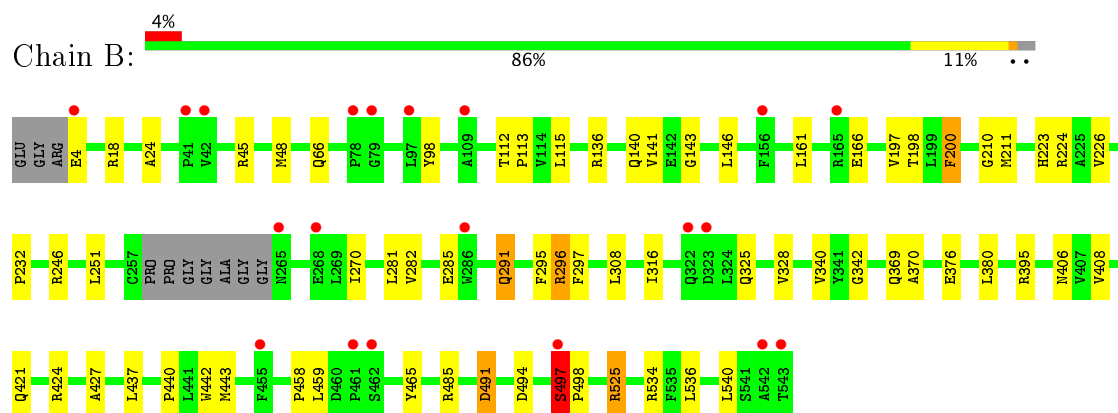 4%
Chain B:
86% 11% • •
GLU GLY ARG E4 R18 A24 P41 V42 R45 M48 Q66 P78 G79 L97 Y98 A109 T112 P113 V114 L115 R136 Q140 V141 E142 G143 L146 F156 L161 R165 E166 V197 T198 L199 F200 G210 M211 H223 R224 A225 V226
P232 R246 L251 C257 PRO PRO GLY GLY ALA GLY GLY N265 E268 L269 I270 L281 V282 E285 W286 Q291 F295 R296 F297 L308 I316 Q322 D323 L324 Q325 V328 V340 Y341 G342 Q369 A370 E376 L380 R395 N406 V407 V408
Q421 R424 A427 L437 P440 L441 W442 M443 F455 P458 L459 D460 P461 S462 Y465 R485 D491 D494 S497 P498 R525 R534 F535 L536 L540 S541 A542 T543